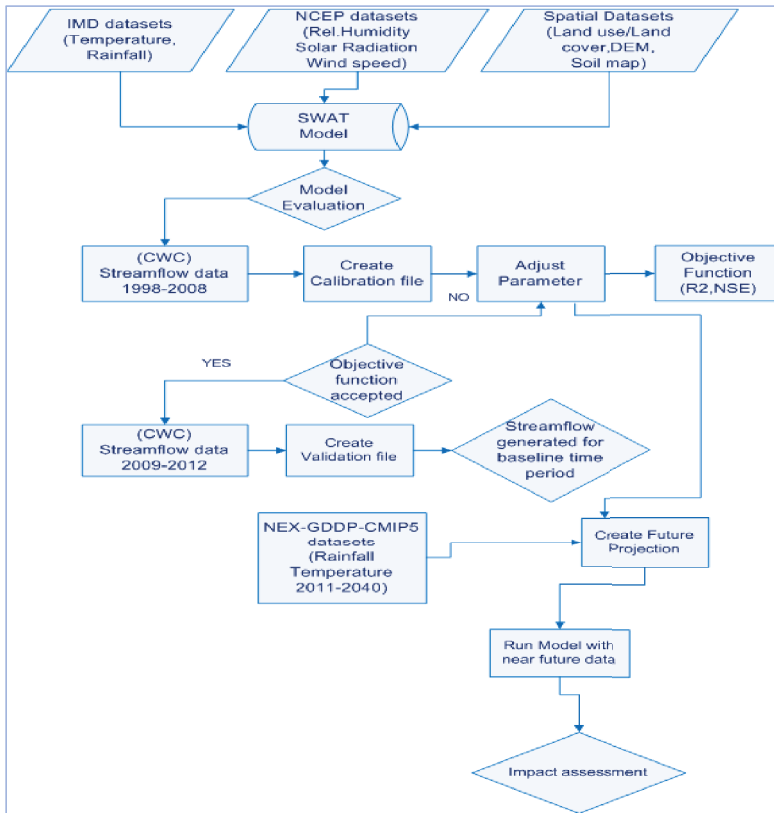 IMD datasets
(Temperature,
Rainfall)
NCEP datasets
(Rel.Humidity
Solar Radiation
Wind speed)
Spatial Datasets
(Land use/Land
cover,DEM,
Soil map)
SWAT
Model
Model
Evaluation
(CWC)
Streamflow data
1998-2008
Create
Calibration file
Adjust
Parameter
Objective
Function
(R2,NSE)
NO
YES
Objective
function
accepted
(CWC)
Streamflow data
2009-2012
Create
Validation file
Streamflow
generated for
baseline time
period
NEX-GDDP-CMIP5
datasets
(Rainfall
Temperature
2011-2040)
Create Future
Projection
Run Model with
near future data
Impact assessment